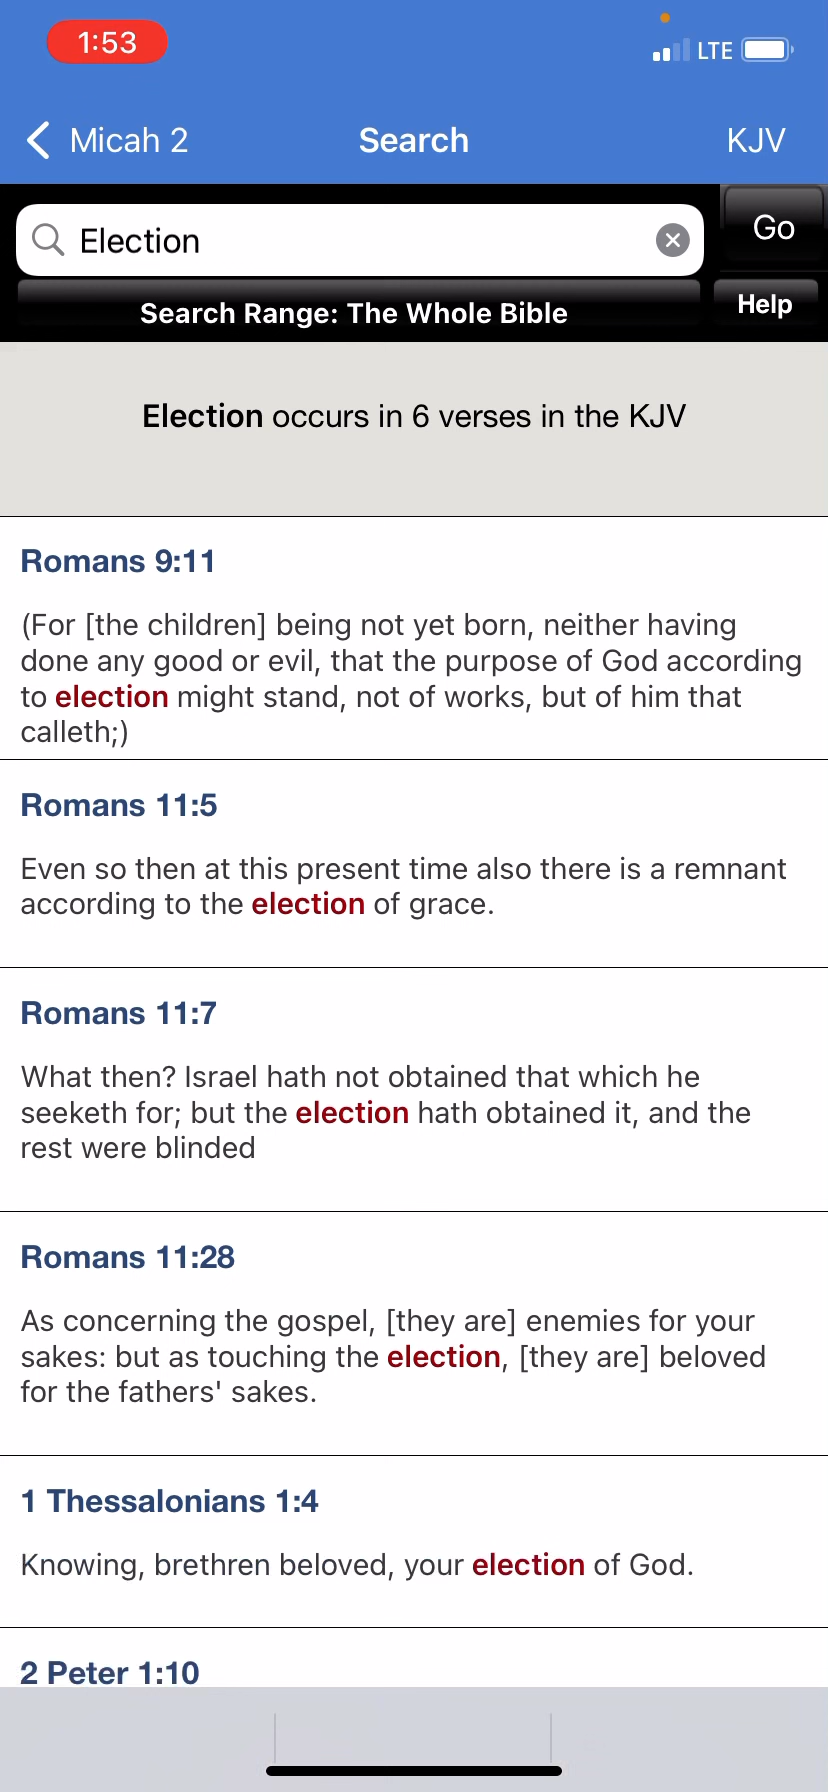 1:53
LTE
Micah 2
Search
KJV
Election
Go
Search Range: The Whole Bible
Help
Election occurs in 6 verses in the KJV
Romans 9:11
(For [the children] being not yet born, neither having
done any good or evil, that the purpose of God according
to election might stand, not of works, but of him that
calleth;)
Romans 11:5
Even so then at this present time also there is a remnant
according to the election of grace.
Romans 11:7
What then? Israel hath not obtained that which he
seeketh for; but the election hath obtained it, and the
rest were blinded
Romans 11:28
As concerning the gospel, [they are] enemies for your
sakes: but as touching the election, [they are] beloved
for the fathers' sakes.
1 Thessalonians 1:4
Knowing, brethren beloved, your election of God.
2 Peter 1:10